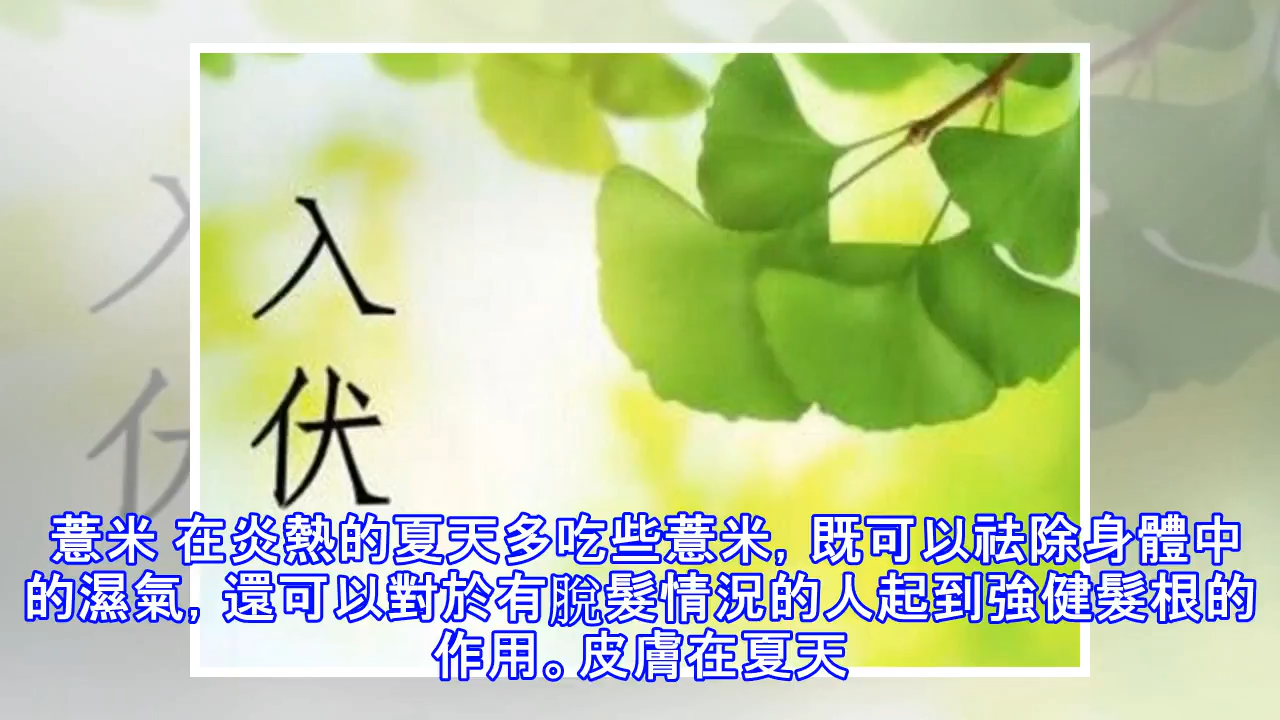 入
伏
薏米 在炎熱的夏天多吃些薏米, 既可以祛除身體中
的濕氣, 還可以對於有脫髮情況的人起到強健髮根的
作用。皮膚在夏天